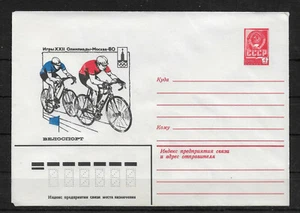 Игры XXII Олимпиады·Москва·80
СССР
Куда
ВЕЛОСПОРТ
Кому
Индекс предприятия связи
и адрес отправителя
Индекс предприятия связи места назначения